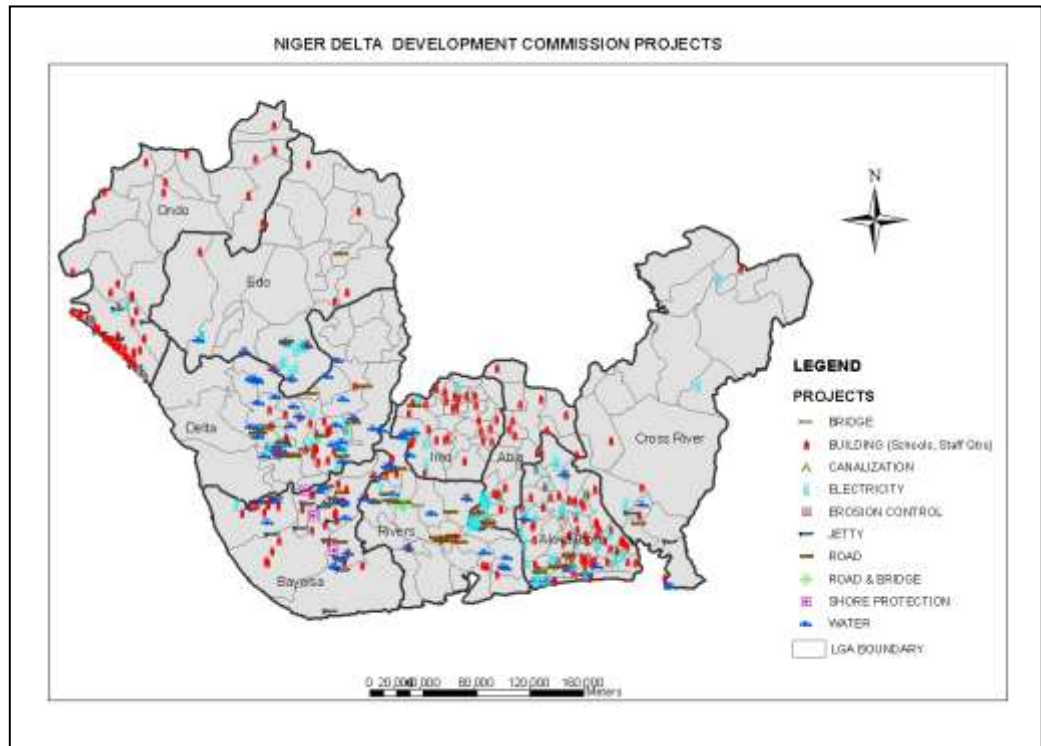 NIGER DELTA DEVELOPMENT COMMISSION PROJECTS
N
Ondo
Edo
Delta
Imo
Abia
Cross River
Rivers
Bayelsa
LEGEND
PROJECTS
BRIDGE
BUILDING (Schools, Staff Qtrs)
CANALIZATION
ELECTRICITY
EROSION CONTROL
JETTY
ROAD
ROAD & BRIDGE
SHORE PROTECTION
WATER
LGA BOUNDARY
80,000 120,000 160,000
Meters